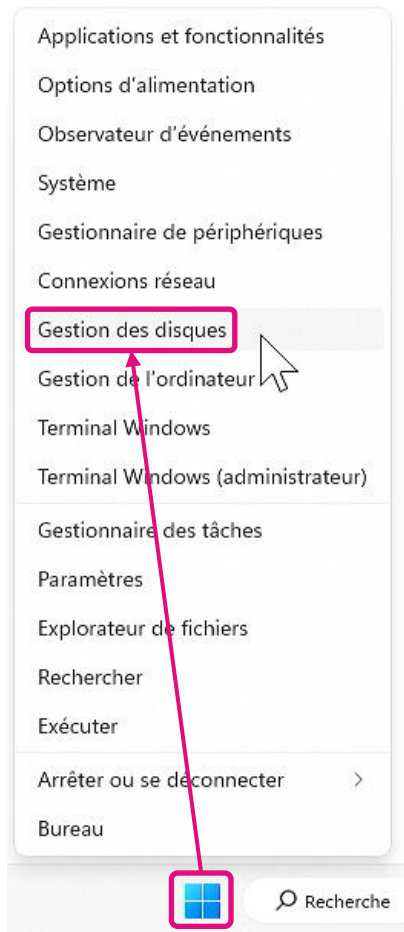 Applications et fonctionnalités
Options d'alimentation
Observateur d'événements
Système
Gestionnaire de périphériques
Connexions réseau
Gestion des disques
Gestion de l'ordinateur
Terminal Windows
Terminal Windows (administrateur)
Gestionnaire des tâches
Paramètres
Explorateur de fichiers
Rechercher
Exécuter
Arrêter ou se déconnecter
Bureau
Recherche